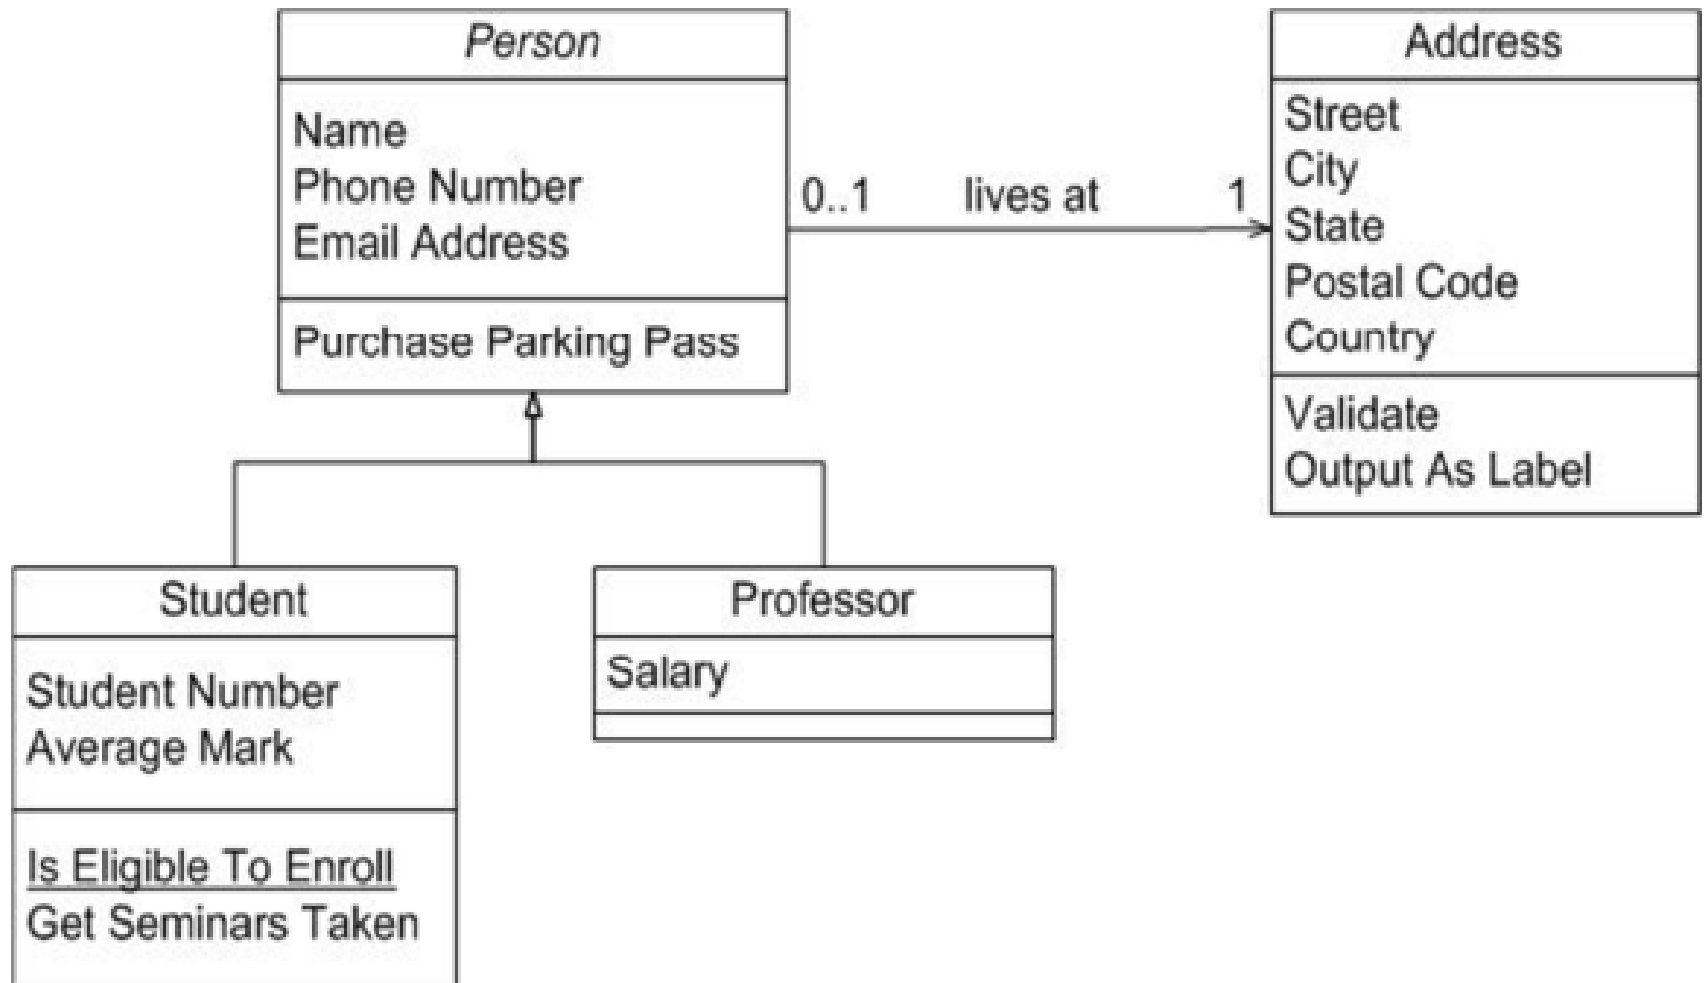 Person
Name
Phone Number
Email Address
Purchase Parking Pass
0..1 lives at 1
Address
Street
City
State
Postal Code
Country
Validate
Output As Label
Student
Student Number
Average Mark
Is Eligible To Enroll
Get Seminars Taken
Professor
Salary